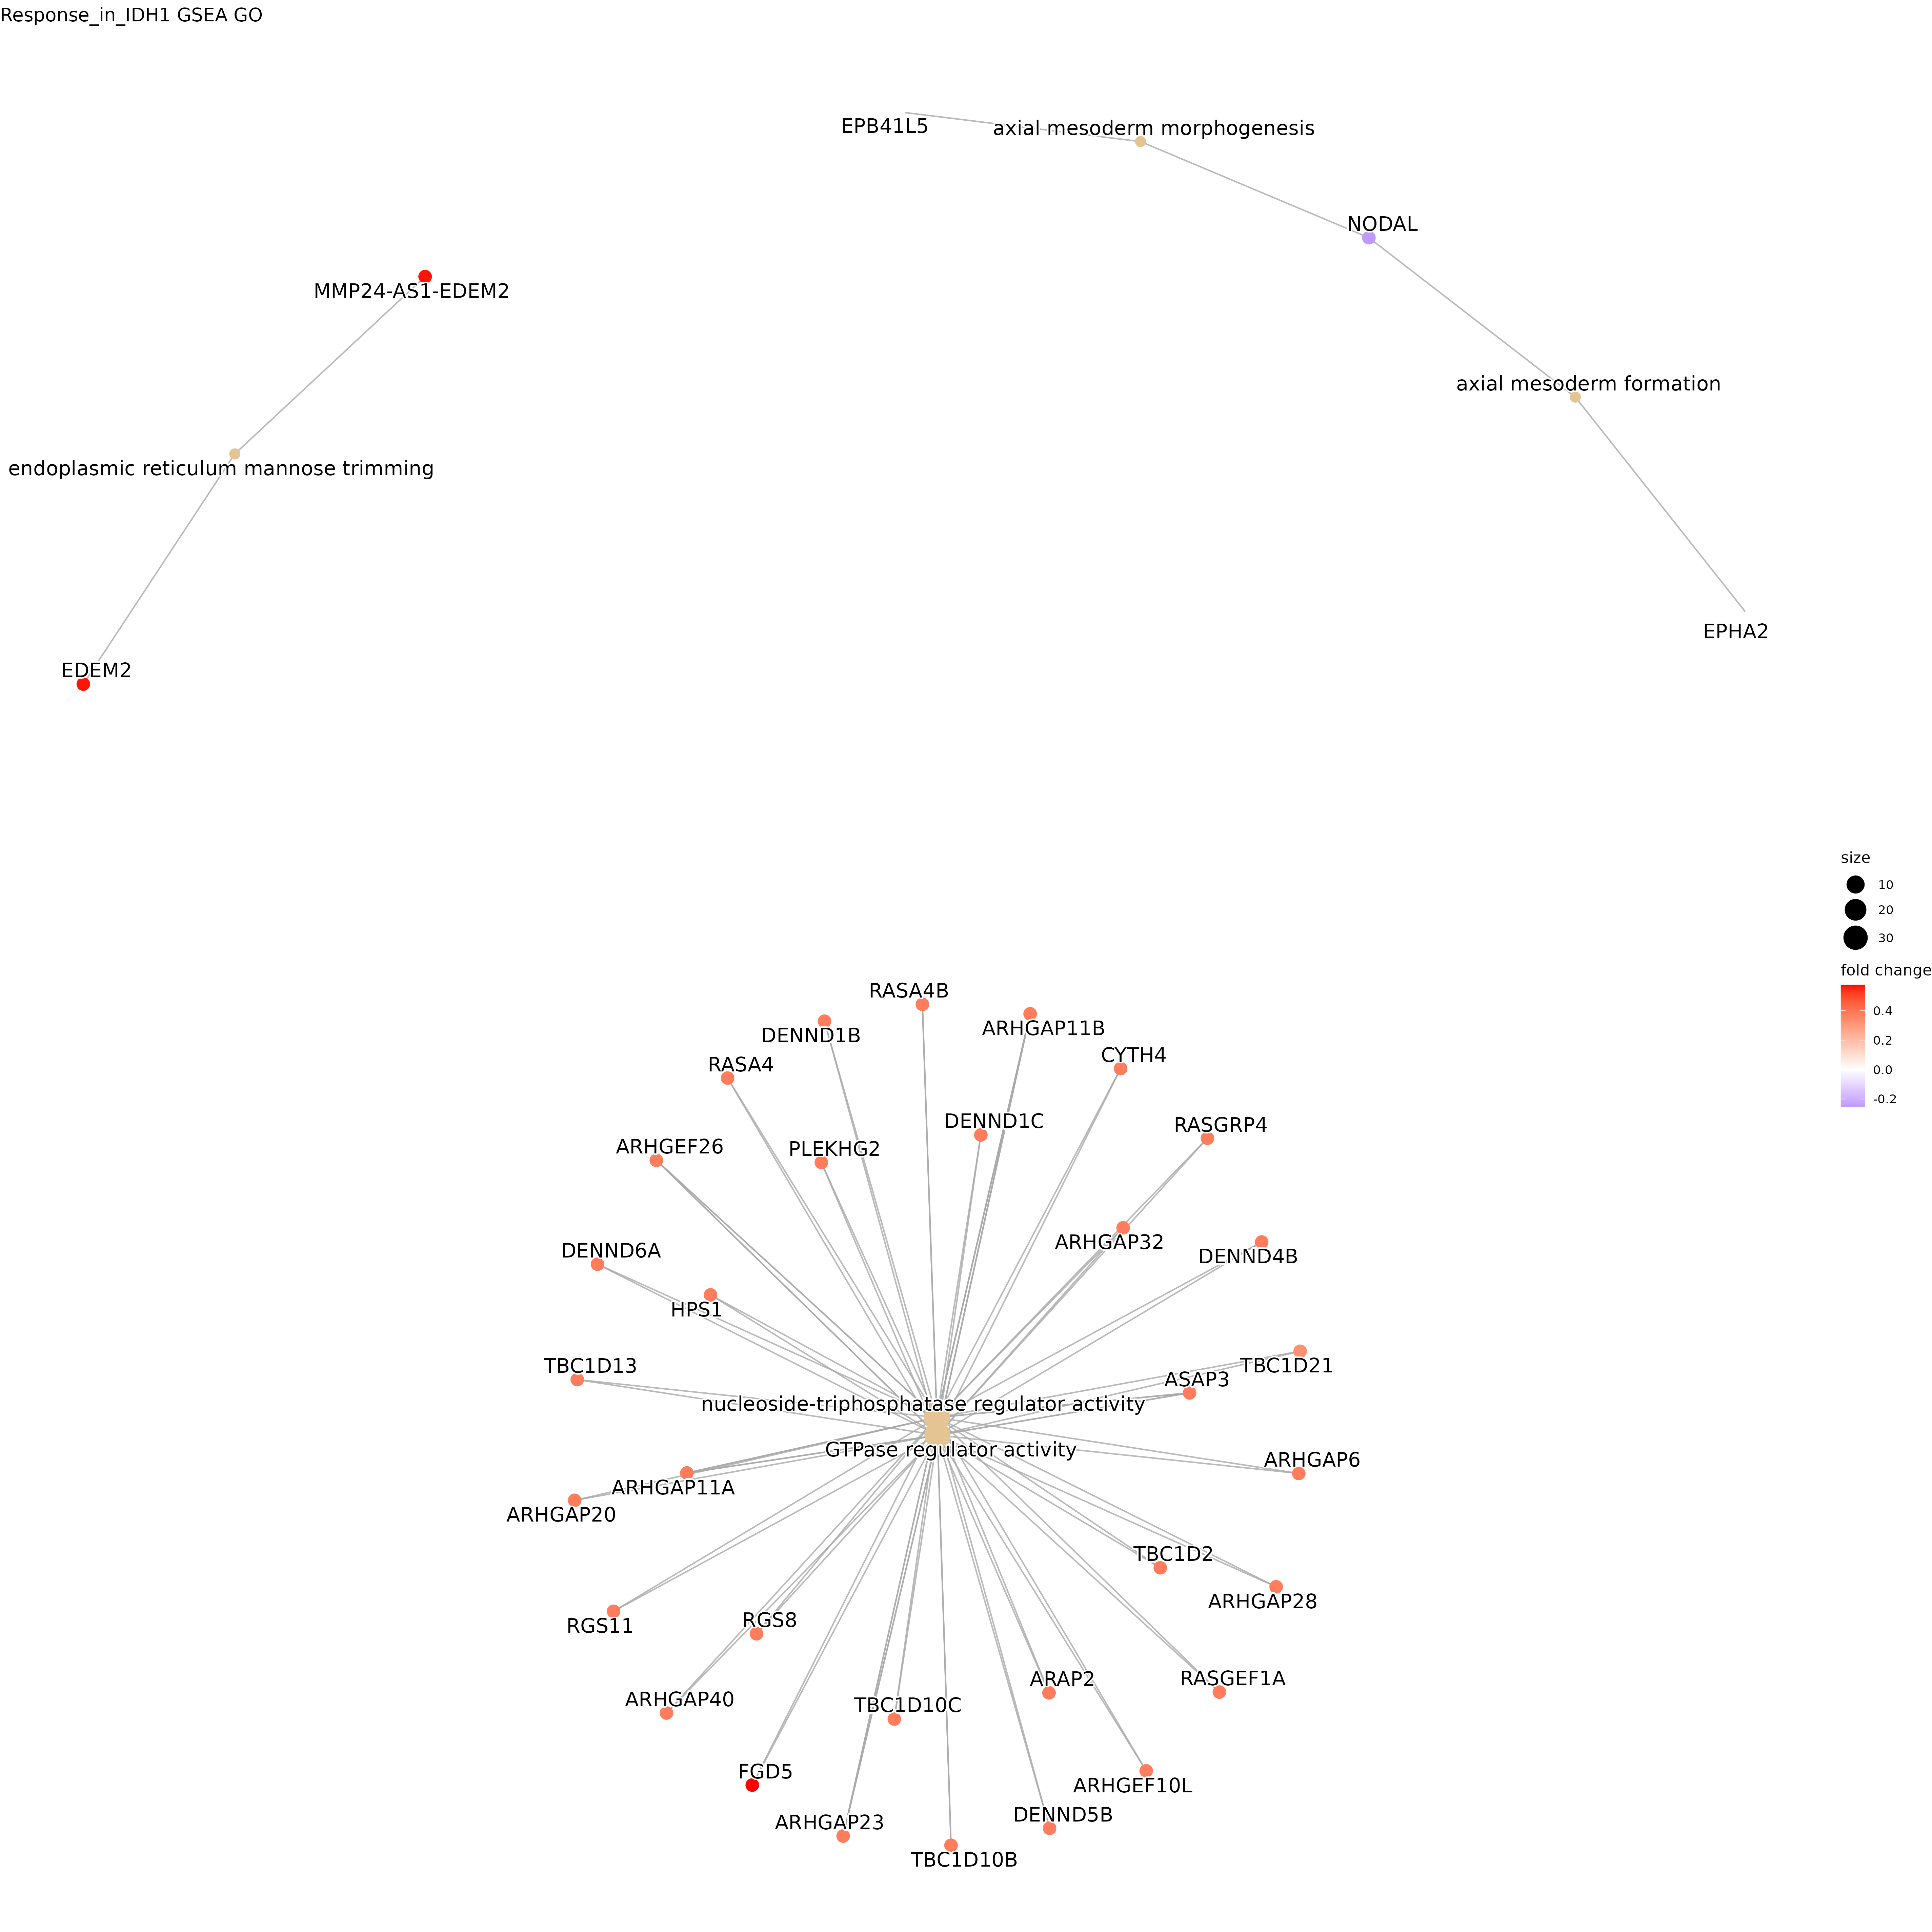 Response_in_IDH1 GSEA GO
EPB41L5
axial mesoderm morphogenesis
NODAL
MMP24-AS1-EDEM2
axial mesoderm formation
endoplasmic reticulum mannose trimming
EPHA2
EDEM2
size
10
20
30
fold change
0.4
0.2
0.0
-0.2
RASA4B
DENND1B
ARHGAP11B
CYTH4
RASA4
DENND1C
RASGRP4
ARHGEF26
PLEKHG2
ARHGAP32
DENND6A
DENND4B
HPS1
TBC1D13
TBC1D21
ASAP3
nucleoside-triphosphatase regulator activity
GTPase regulator activity
ARHGAP6
ARHGAP11A
ARHGAP20
TBC1D2
ARHGAP28
RGS11
RGS8
ARAP2
RASGEF1A
ARHGAP40
TBC1D10C
FGD5
ARHGEF10L
ARHGAP23
DENND5B
TBC1D10B